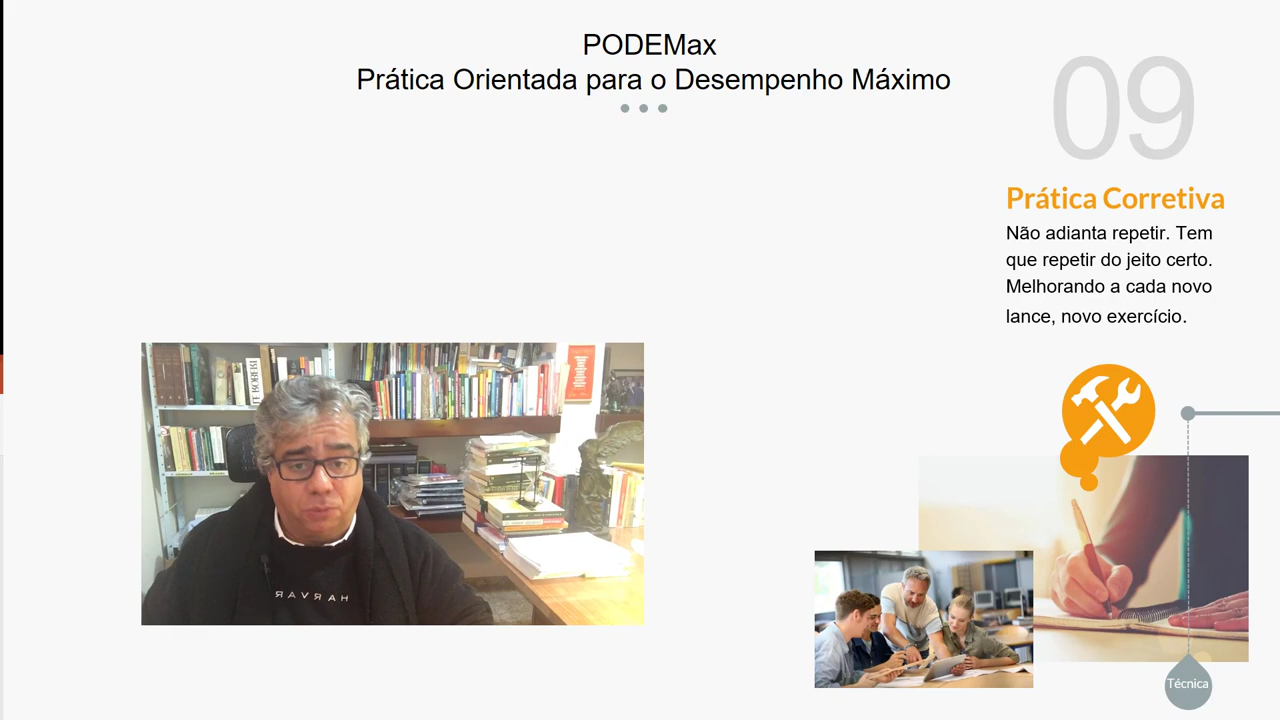 PODEMax
Prática Orientada para o Desempenho Máximo
09
Prática Corretiva
Não adianta repetir. Tem
que repetir do jeito certo.
Melhorando a cada novo
lance, novo exercício.
HARVAR
Técnica